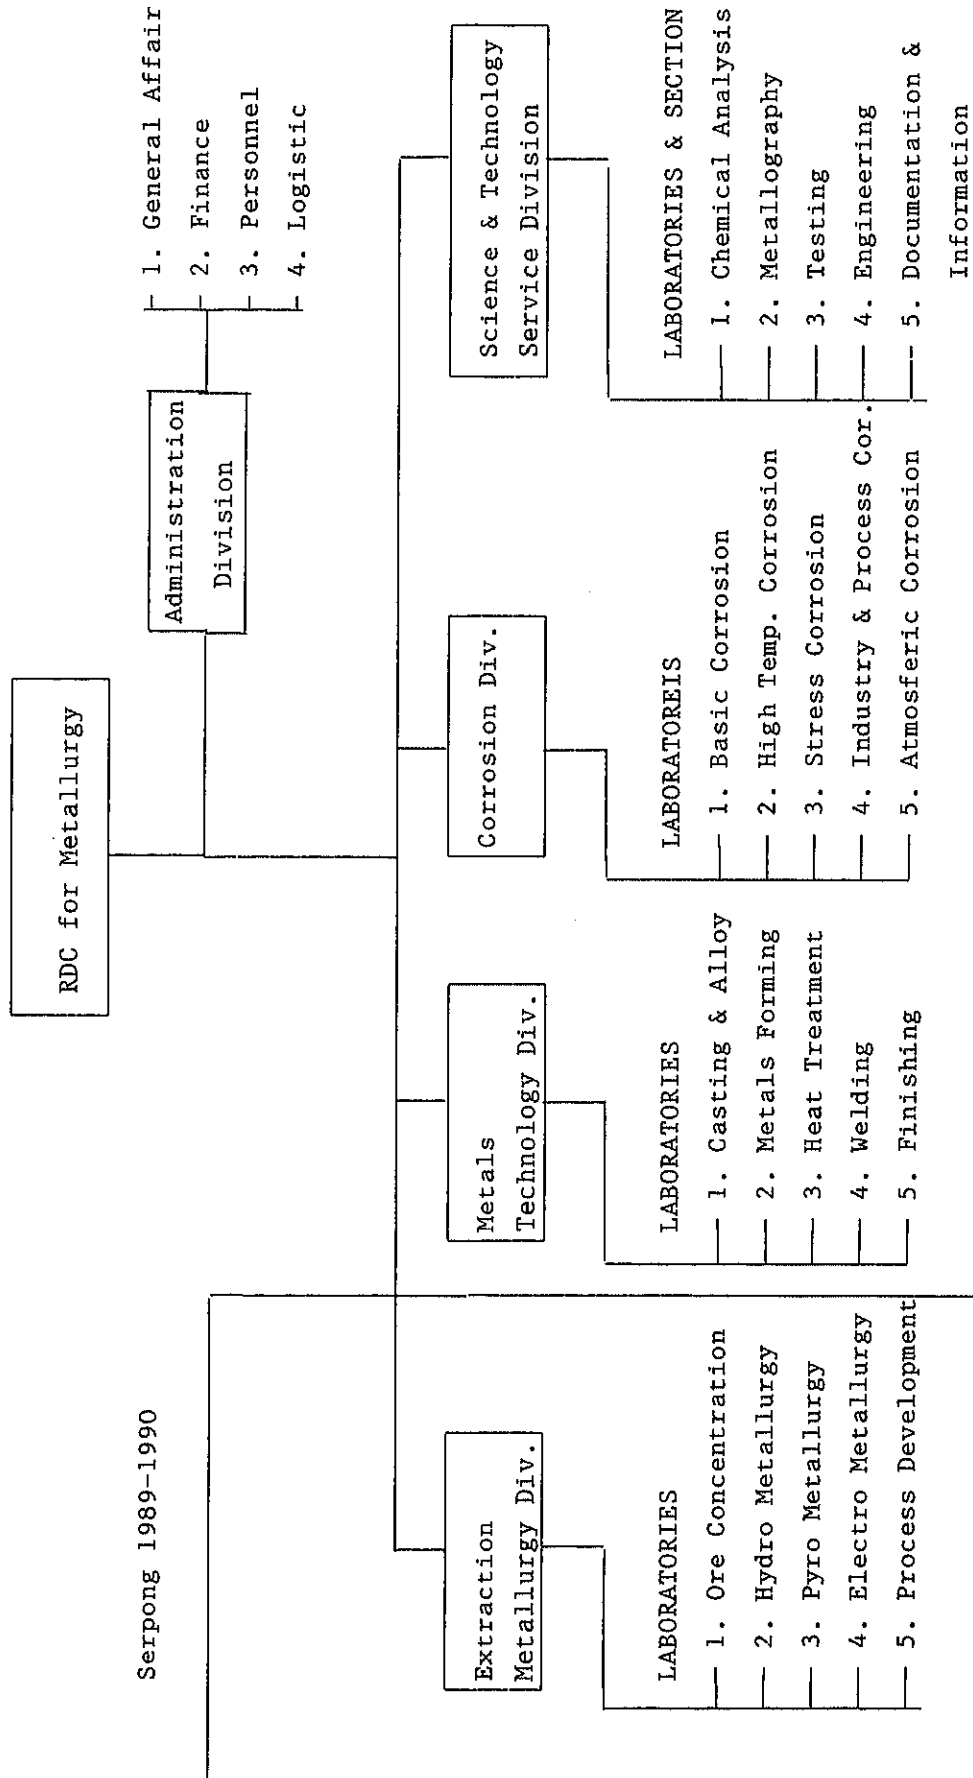 RDC for Metallurgy
Administration
Division
1. General Affair
2. Finance
3. Personnel
4. Logistic
Serpong 1989-1990
Extraction
Metallurgy Div.
LABORATORIES
1. Ore Concentration
2. Hydro Metallurgy
3. Pyro Metallurgy
4. Electro Metallurgy
5. Process Development
Metals
Technology Div.
LABORATORIES
1. Casting & Alloy
2. Metals Forming
3. Heat Treatment
4. Welding
5. Finishing
Corrosion Div.
LABORATOREIS
1. Basic Corrosion
2. High Temp. Corrosion
3. Stress Corrosion
4. Industry & Process Cor.
5. Atmosferic Corrosion
Science & Technology
Service Division
LABORATORIES & SECTION
1. Chemical Analysis
2. Metallography
3. Testing
4. Engineering
5. Documentation &
Information